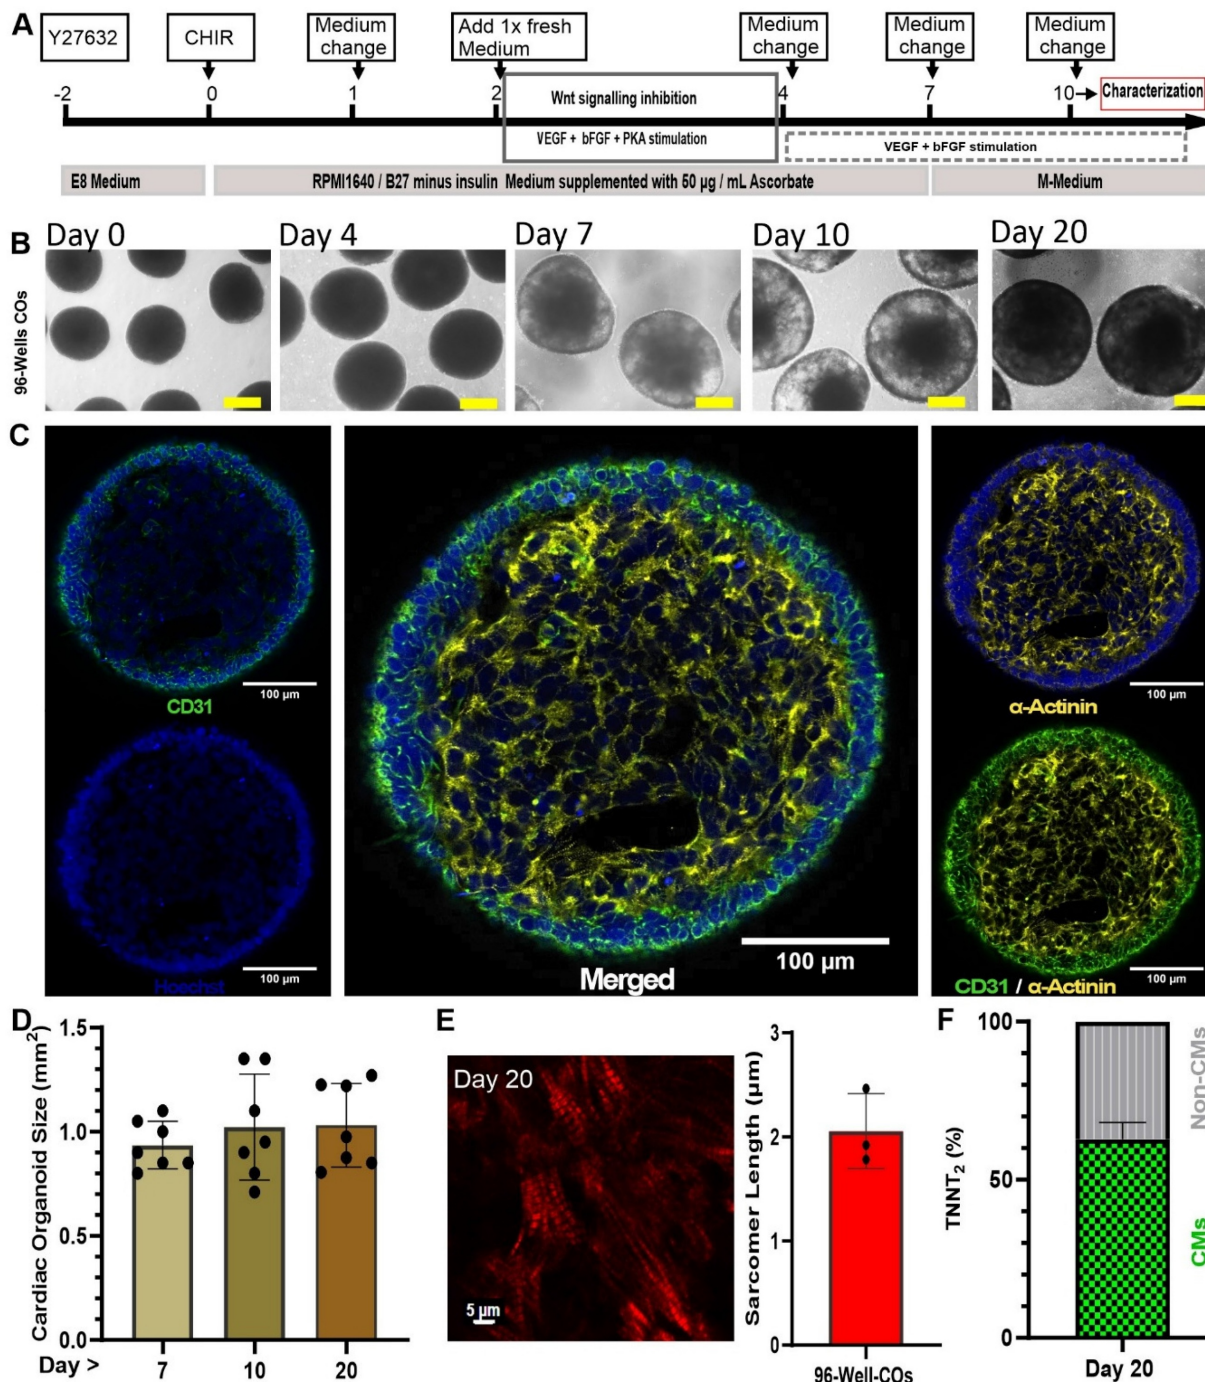 A
Y27632
CHIR
Medium
change
Add 1x fresh
Medium
Medium
change
Medium
change
Medium
change
-2
0
1
2
4
7
10
Characterization
Wnt signalling inhibition
VEGF + bFGF + PKA stimulation
VEGF + bFGF stimulation
E8 Medium
RPMI1640 / B27 minus insulin Medium supplemented with 50 µg / mL Ascorbate
M-Medium
B
Day 0
Day 4
Day 7
Day 10
Day 20
96-Wells COs
C
100 µm
CD31
100 µm
Hoechst
100 µm
Merged
100 µm
α-Actinin
100 µm
CD31 / α-Actinin
D
Cardiac Organoid Size (mm²)
1.5
1.0
0.5
0.0
Day >
7
10
20
E
Day 20
5 µm
Sarcomer Length (µm)
3
2
1
0
96-Well-COs
F
TNNT₂ (%)
100
50
0
Non-CMs
CMs
Day 20